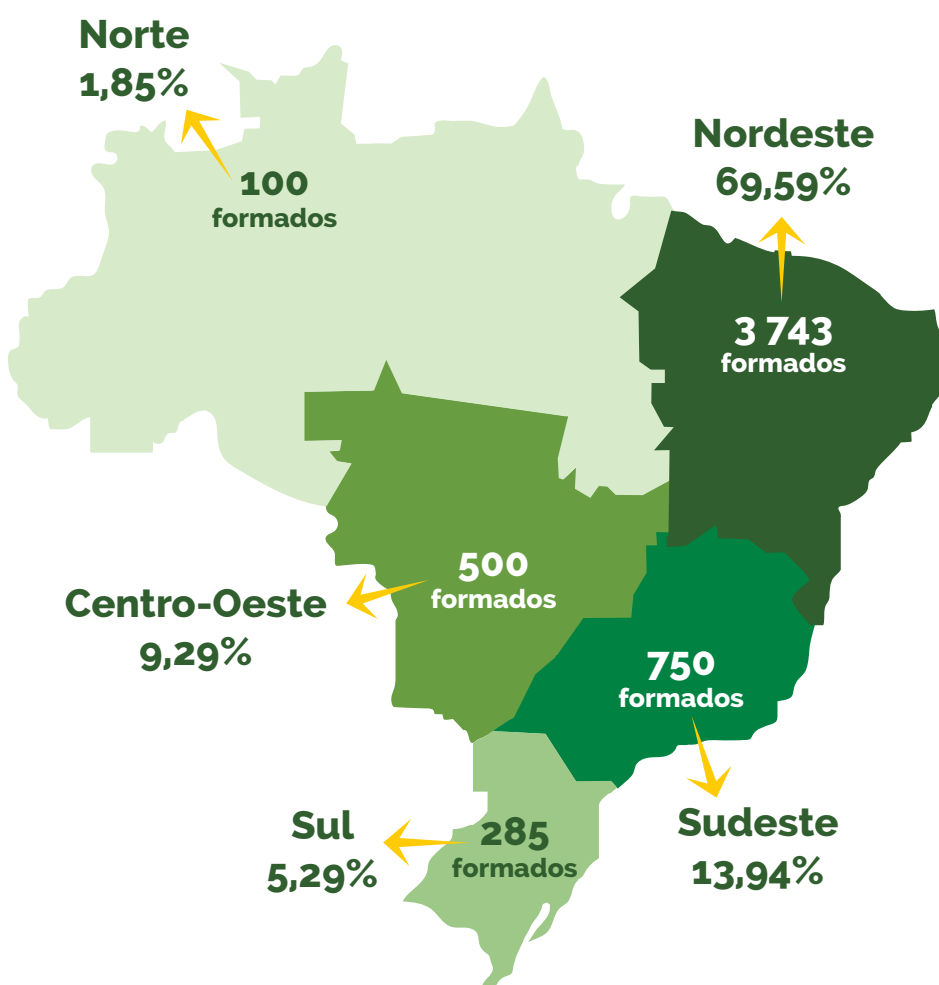 Norte
1,85%
100
formados
Nordeste
69,59%
3 743
formados
500
formados
Centro-Oeste
9,29%
750
formados
Sudeste
13,94%
285
formados
Sul
5,29%